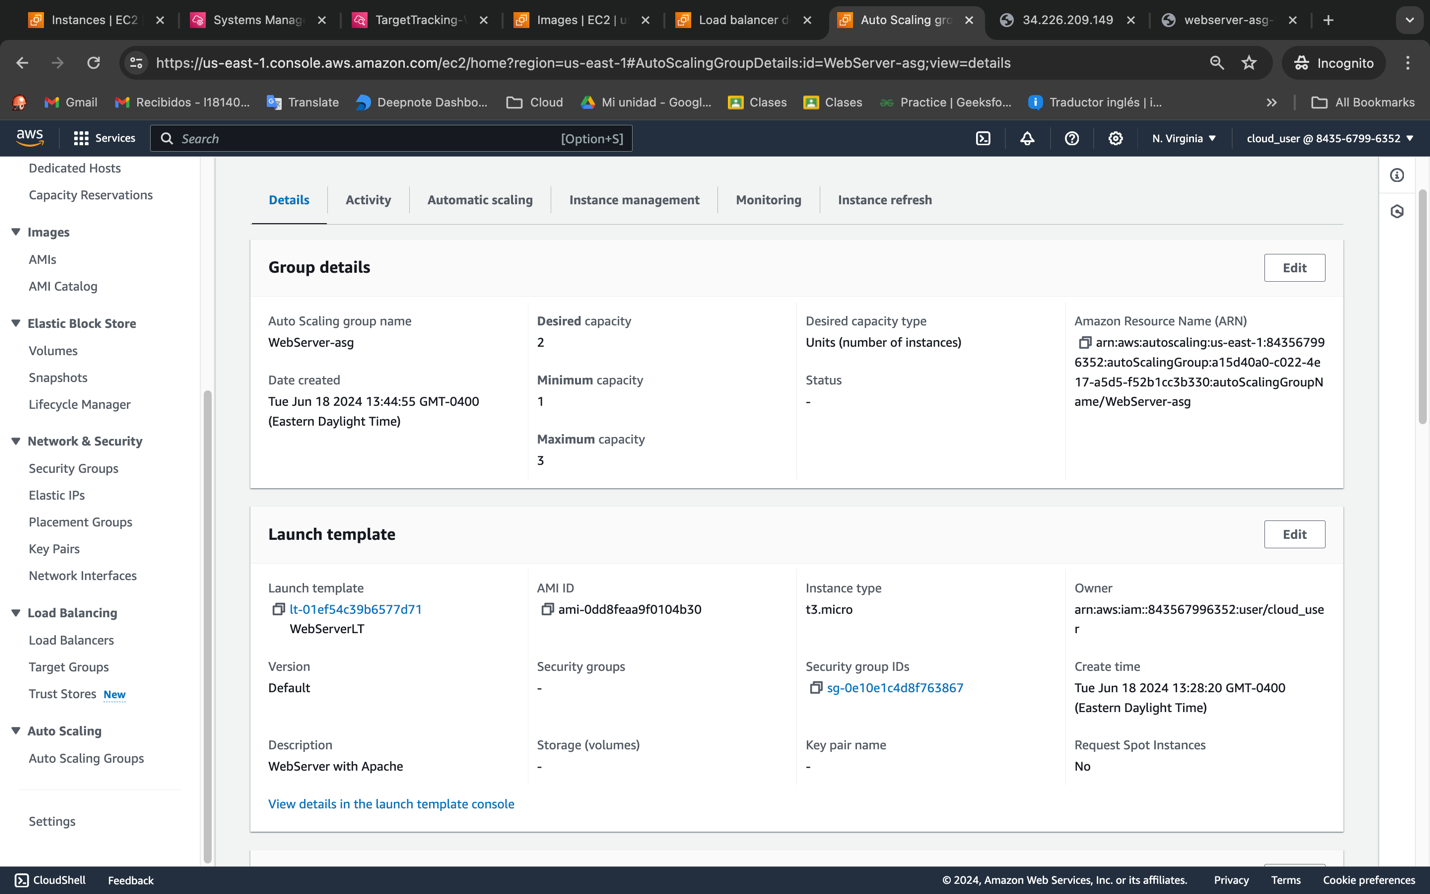 Instances | EC2
Systems Manag
TargetTracking-
Images | EC2 | u
Load balancer d
Auto Scaling gro
34.226.209.149
webserver-asg-
https://us-east-1.console.aws.amazon.com/ec2/home?region=us-east-1#AutoScalingGroupDetails:id=WebServer-asg;view=details
Incognito
Gmail
Recibidos - l18140...
Translate
Deepnote Dashbo...
Cloud
Mi unidad - Googl...
Clases
Clases
Practice | Geeksfo...
Traductor inglés | i...
All Bookmarks
aws
Services
Search
[Option+S]
N. Virginia
cloud_user @ 8435-6799-6352
Dedicated Hosts
Capacity Reservations
Images
AMIs
AMI Catalog
Elastic Block Store
Volumes
Snapshots
Lifecycle Manager
Network & Security
Security Groups
Elastic IPs
Placement Groups
Key Pairs
Network Interfaces
Load Balancing
Load Balancers
Target Groups
Trust Stores New
Auto Scaling
Auto Scaling Groups
Settings
Details
Activity
Automatic scaling
Instance management
Monitoring
Instance refresh
Group details
Edit
Auto Scaling group name
WebServer-asg
Date created
Tue Jun 18 2024 13:44:55 GMT-0400
(Eastern Daylight Time)
Desired capacity
2
Minimum capacity
1
Maximum capacity
3
Desired capacity type
Units (number of instances)
Status
-
Amazon Resource Name (ARN)
arn:aws:autoscaling:us-east-1:84356799
6352:autoScalingGroup:a15d40a0-c022-4e
17-a5d5-f52b1cc3b330:autoScalingGroupN
ame/WebServer-asg
Launch template
Edit
Launch template
lt-01ef54c39b6577d71
WebServerLT
AMI ID
ami-0dd8feaa9f0104b30
Instance type
t3.micro
Owner
arn:aws:iam::843567996352:user/cloud_use
r
Version
Default
Security groups
-
Security group IDs
sg-0e10e1c4d8f763867
Create time
Tue Jun 18 2024 13:28:20 GMT-0400
(Eastern Daylight Time)
Description
WebServer with Apache
Storage (volumes)
-
Key pair name
-
Request Spot Instances
No
View details in the launch template console
CloudShell
Feedback
© 2024, Amazon Web Services, Inc. or its affiliates.
Privacy
Terms
Cookie preferences